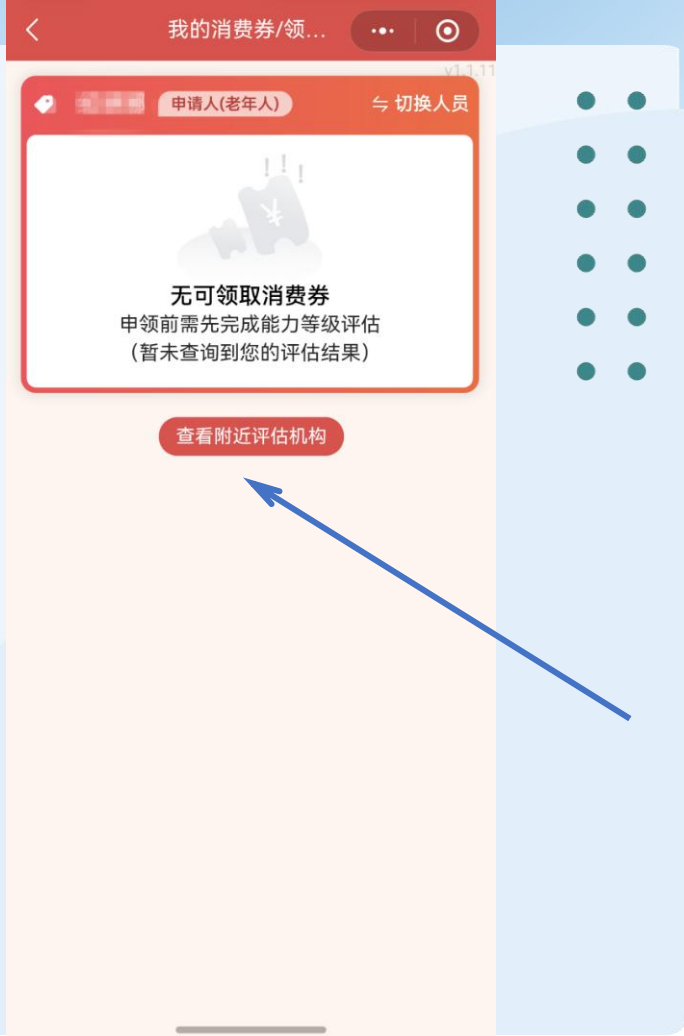 我的消费券/领...
v1.1.11
申请人(老年人)
切换人员
无可领取消费券
申领前需先完成能力等级评估
（暂未查询到您的评估结果）
查看附近评估机构